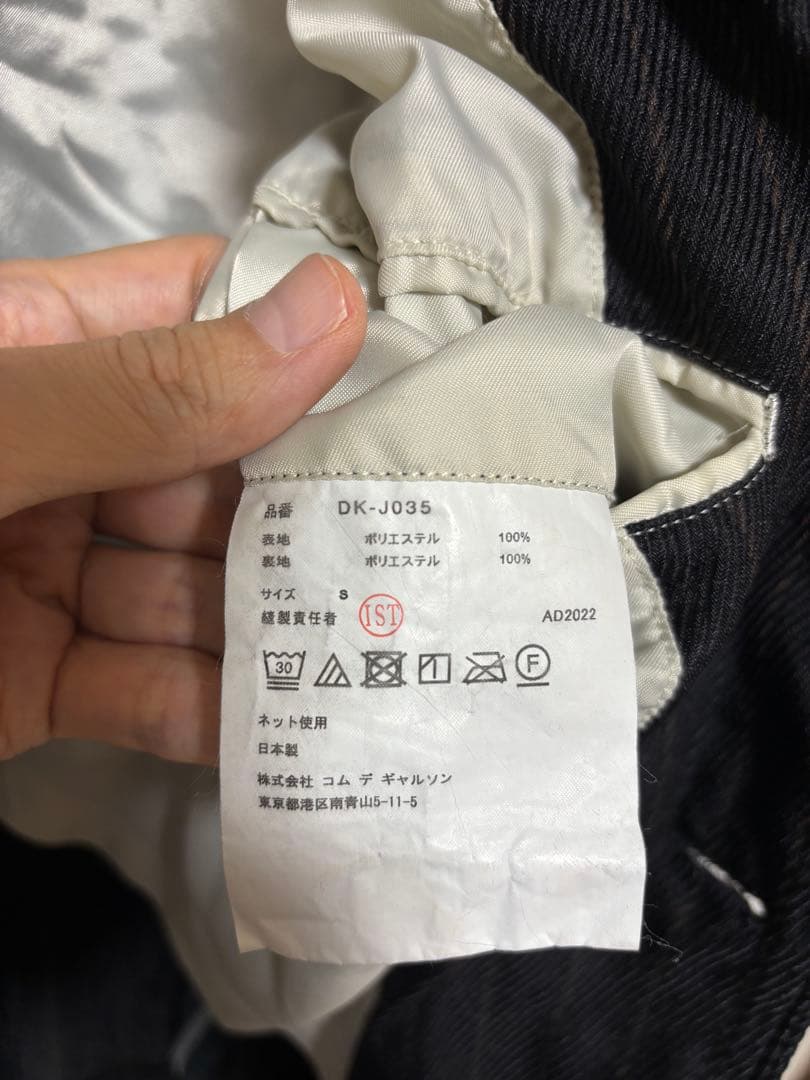 品番 DK-J035
表地 ポリエステル 100%
裏地 ポリエステル 100%
サイズ S
縫製責任者 IST AD2022
30 F
ネット使用
日本製
株式会社 コム デ ギャルソン
東京都港区南青山5-11-5